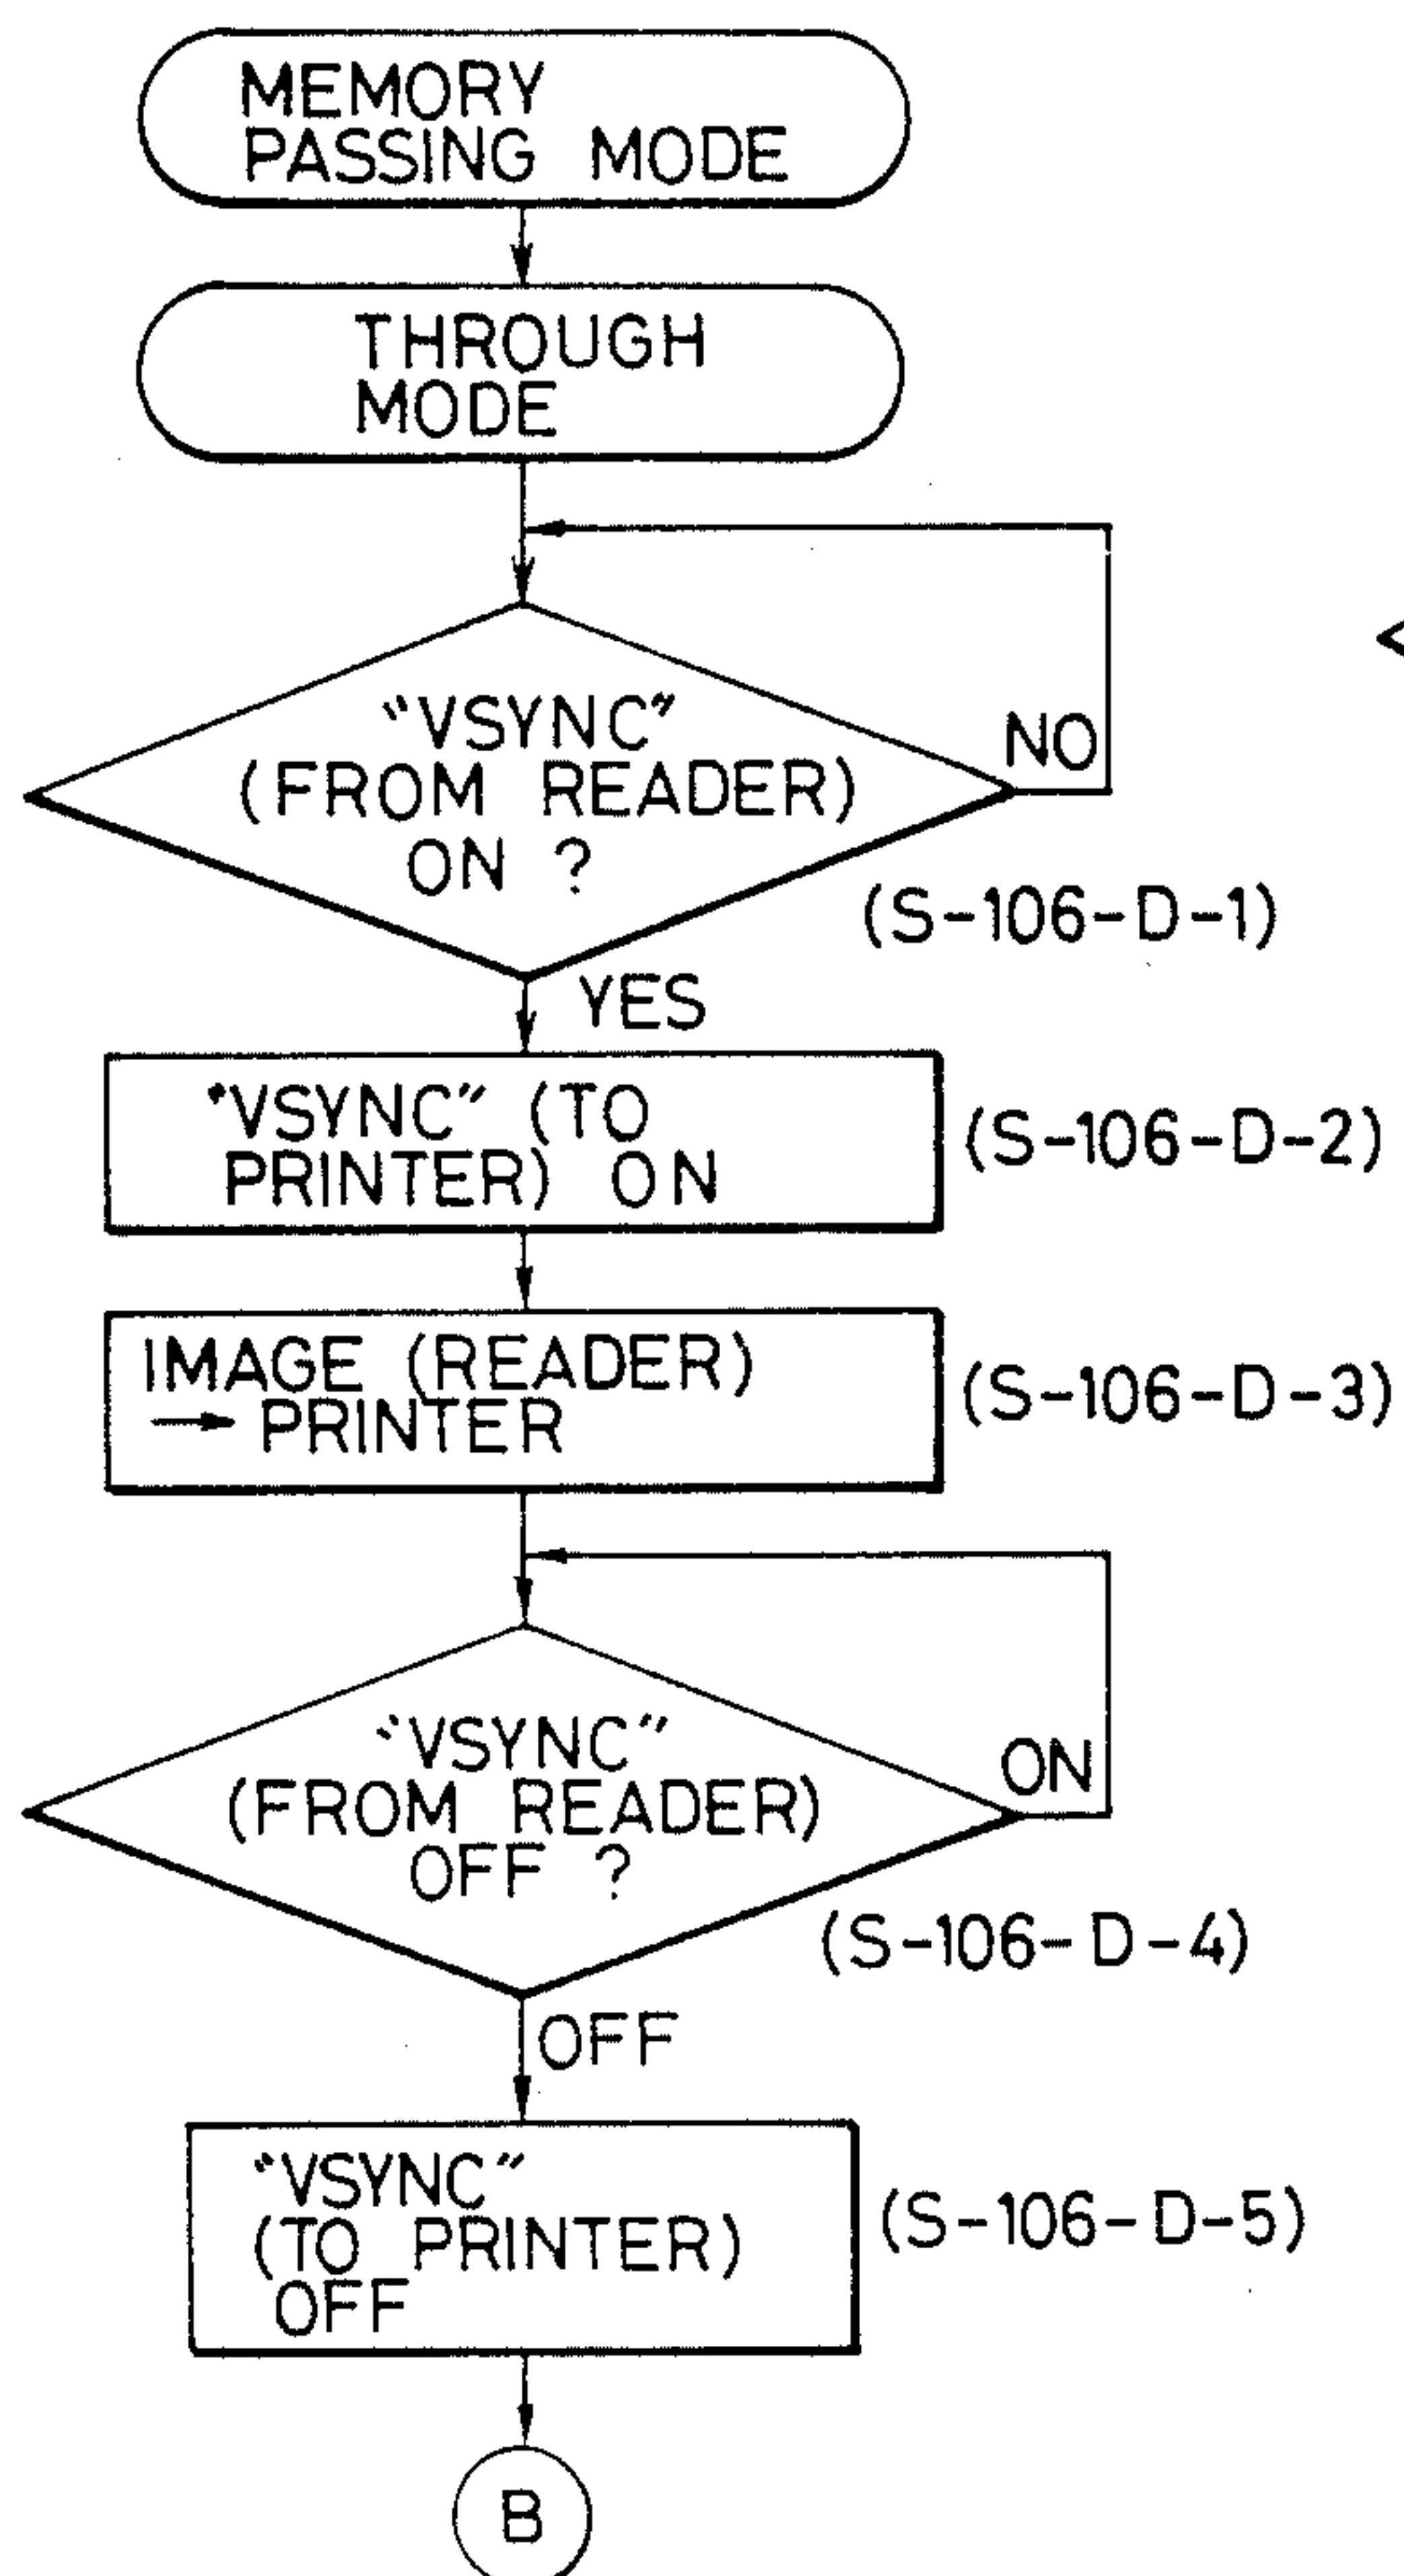 MEMORY
PASSING MODE
THROUGH
MODE
"VSYNC"
(FROM READER)
ON ?
NO
(S-106-D-1)
YES
"VSYNC" (TO
PRINTER) ON
(S-106-D-2)
IMAGE (READER)
→ PRINTER
(S-106-D-3)
"VSYNC"
(FROM READER)
OFF ?
ON
(S-106-D-4)
OFF
"VSYNC"
(TO PRINTER)
OFF
(S-106-D-5)
B